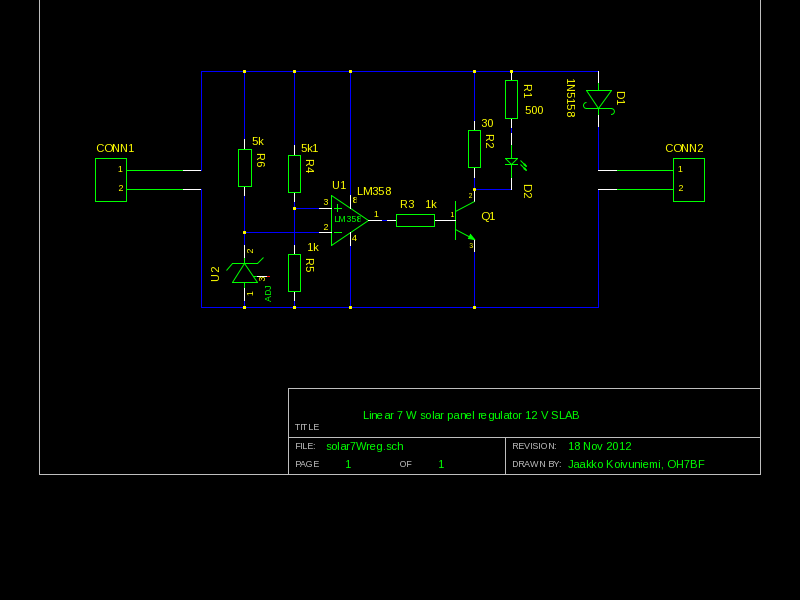 CONN1
1
2
5k
R6
5k1
R4
U1
LM358
8
3
LM358
1
2
4
R3
1k
1
2
Q1
3
30
R2
R1
500
D2
1N5158
D1
CONN2
1
2
U2
2
1
3
ADJ
1k
R5
Linear 7 W solar panel regulator 12 V SLAB
TITLE
FILE: solar7Wreg.sch
REVISION: 18 Nov 2012
PAGE 1 OF 1
DRAWN BY: Jaakko Koivuniemi, OH7BF